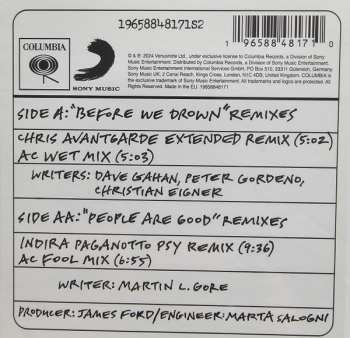 19658848171S2
1 96588 48171 0
COLUMBIA
SONY MUSIC
℗ & © 2024 Venusnote Ltd., under exclusive license to Columbia Records, a Division of Sony
Music Entertainment. Distributed by Columbia Records, a Division of Sony Music
Entertainment. Sony Music Entertainment International Services GmbH, PO BOX 510, 33311 Gütersloh, Germany.
Sony Music UK, 2 Canal Reach, Kings Cross, London, N1C 4DB, United Kingdom. COLUMBIA is
the exclusive trademark of Sony Music Entertainment. All trademarks and logos are protected. All
rights reserved. Made in the EU. 19658848171
SIDE A: "BEFORE WE DROWN" REMIXES
CHRIS AVANTGARDE EXTENDED REMIX (5:02)
AC WET MIX (5:03)
WRITERS: DAVE GAHAN, PETER GORDENO,
CHRISTIAN EIGNER
SIDE AA: "PEOPLE ARE GOOD" REMIXES
INDIRA PAGANOTTO PSY REMIX (9:36)
AC FOOL MIX (6:55)
WRITER: MARTIN L. GORE
PRODUCER: JAMES FORD/ENGINEER: MARTA SALOGNI